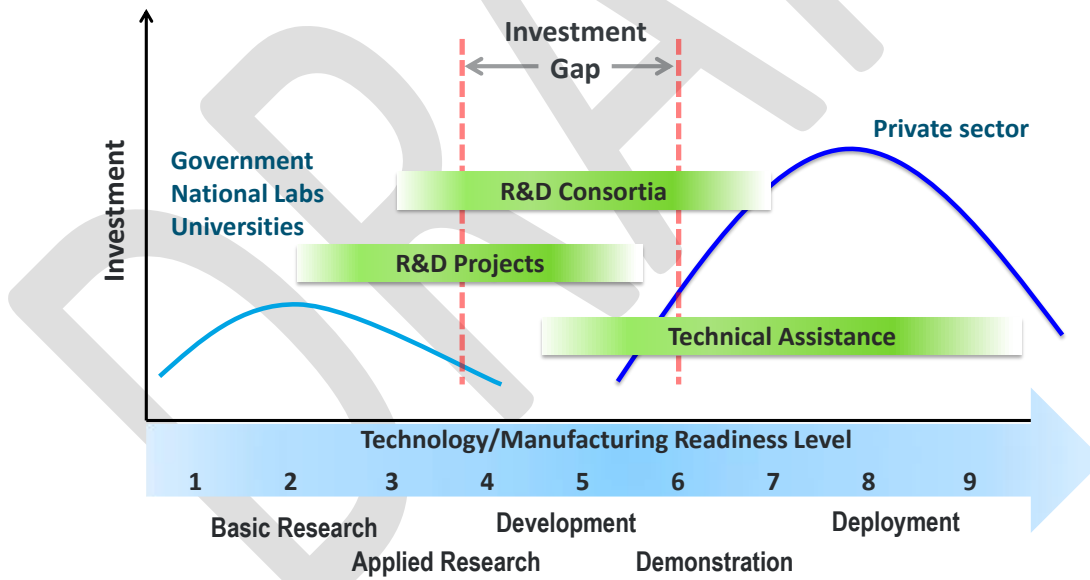 Investment
Gap
Private sector
Government
National Labs
Universities
R&D Consortia
R&D Projects
Technical Assistance
Investment
Technology/Manufacturing Readiness Level
1 2 3 4 5 6 7 8 9
Basic Research
Development
Deployment
Applied Research
Demonstration